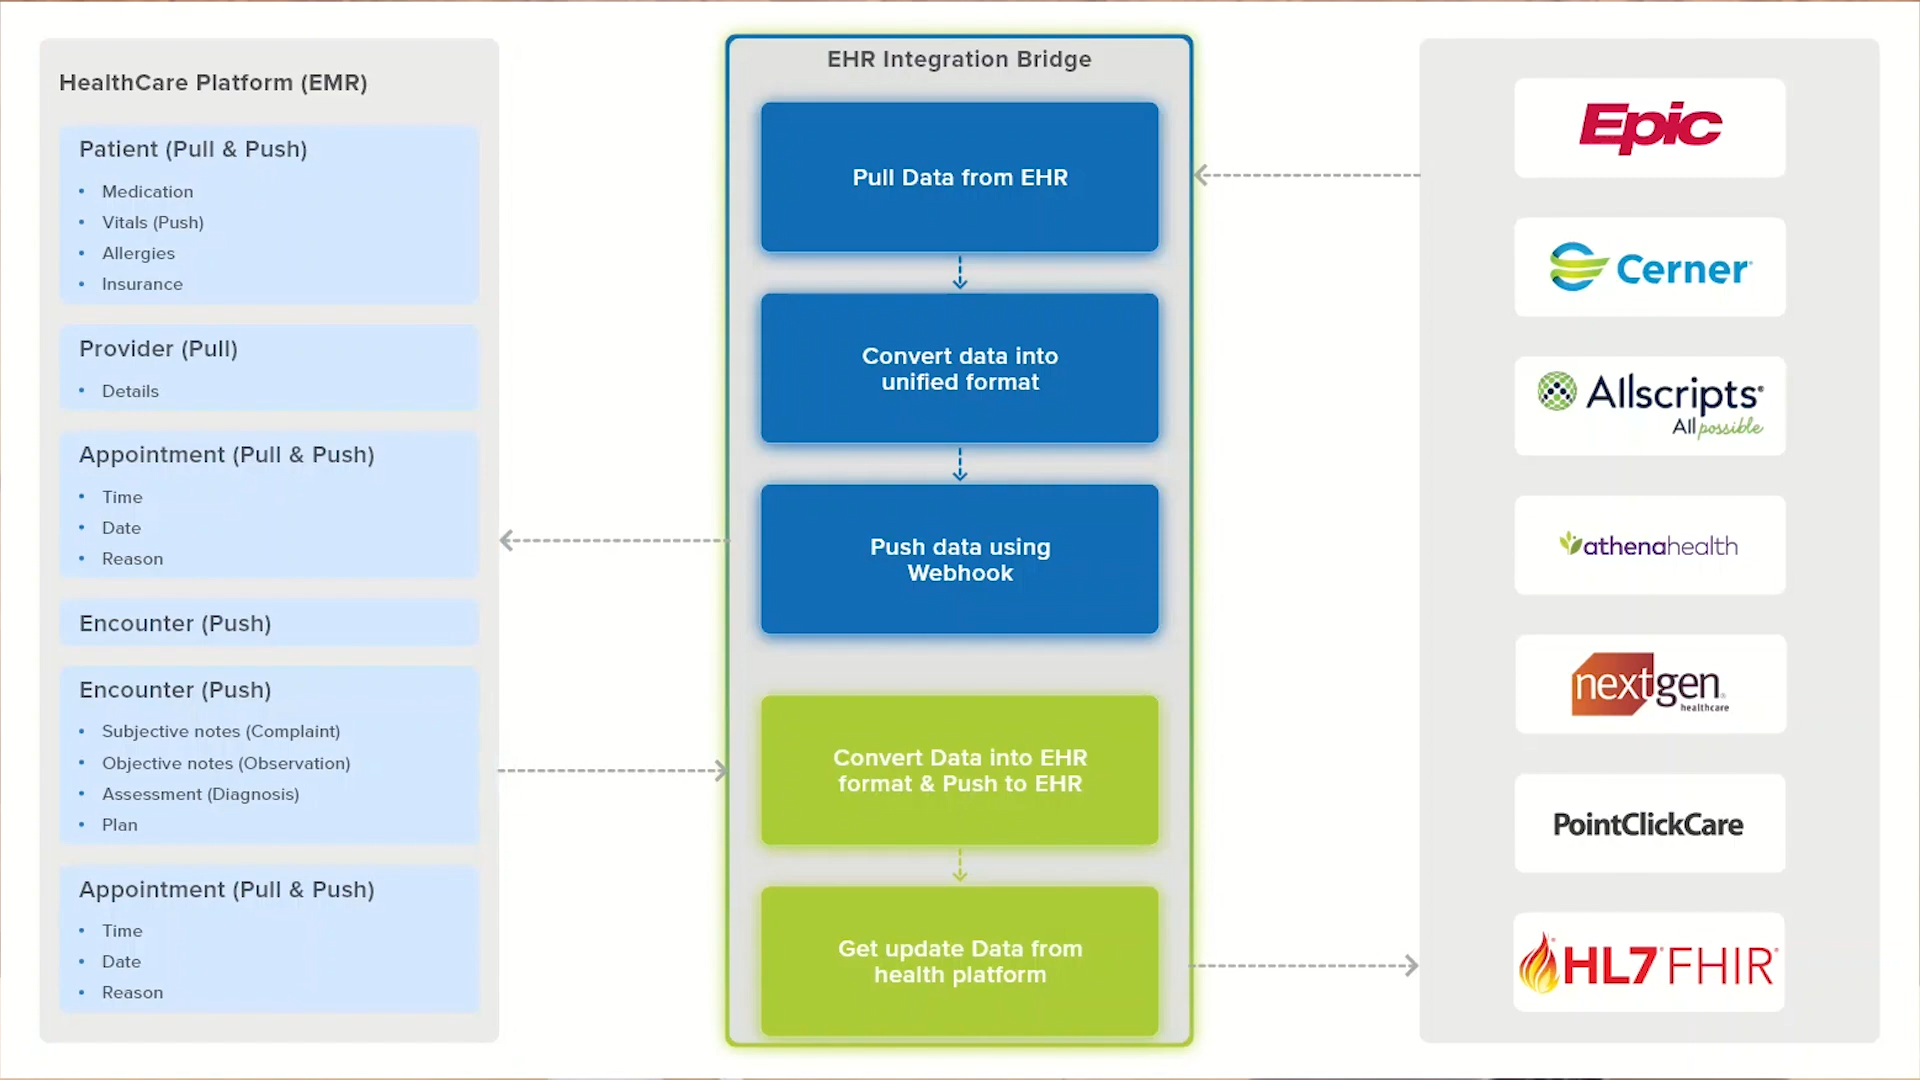 HealthCare Platform (EMR)
Patient (Pull & Push)
• Medication
• Vitals (Push)
• Allergies
• Insurance
Provider (Pull)
• Details
Appointment (Pull & Push)
• Time
• Date
• Reason
Encounter (Push)
Encounter (Push)
• Subjective notes (Complaint)
• Objective notes (Observation)
• Assessment (Diagnosis)
• Plan
Appointment (Pull & Push)
• Time
• Date
• Reason
EHR Integration Bridge
Pull Data from EHR
Convert data into
unified format
Push data using
Webhook
Convert Data into EHR
format & Push to EHR
Get update Data from
health platform
Epic
Cerner
Allscripts®
All possible
athenahealth
nextgen
healthcare
PointClickCare
HL7® FHIR®